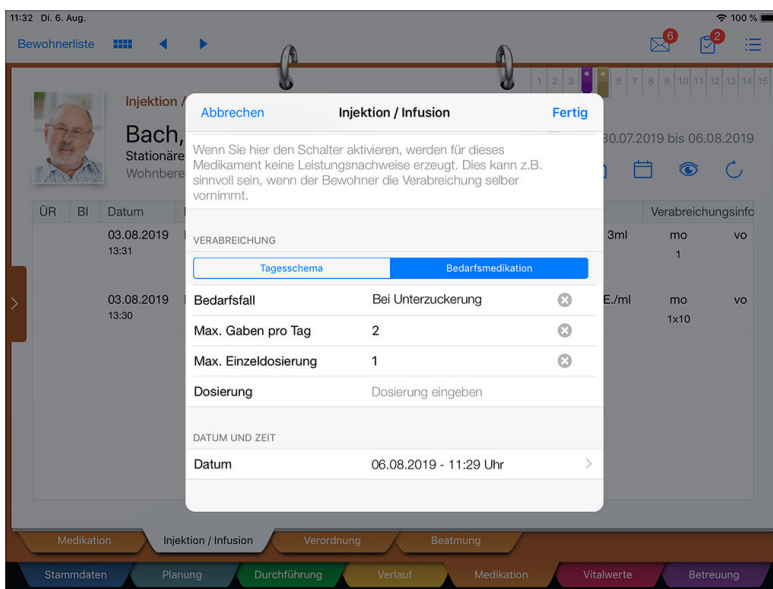 11:32 Di. 6. Aug.
100 %
Bewohnerliste
6
2
1 2 3 6 7 8 9 10 11 12 13 14 15
Injektion /
Bach,
30.07.2019 bis 06.08.2019
Stationäre
Wohnbere
Abbrechen Injektion / Infusion Fertig
Wenn Sie hier den Schalter aktivieren, werden für dieses
Medikament keine Leistungsnachweise erzeugt. Dies kann z.B.
sinnvoll sein, wenn der Bewohner die Verabreichung selber
vornimmt.
ÜR BI Datum Verabreichungsinfo
03.08.2019 3ml mo vo
13:31 1
VERABREICHUNG
Tagesschema Bedarfsmedikation
03.08.2019 E./ml mo vo
13:30 1x10
Bedarfsfall Bei Unterzuckerung
Max. Gaben pro Tag 2
Max. Einzeldosierung 1
Dosierung Dosierung eingeben
DATUM UND ZEIT
Datum 06.08.2019 - 11:29 Uhr
Medikation Injektion / Infusion Verordnung Beatmung
Stammdaten Planung Durchführung Verlauf Medikation Vitalwerte Betreuung